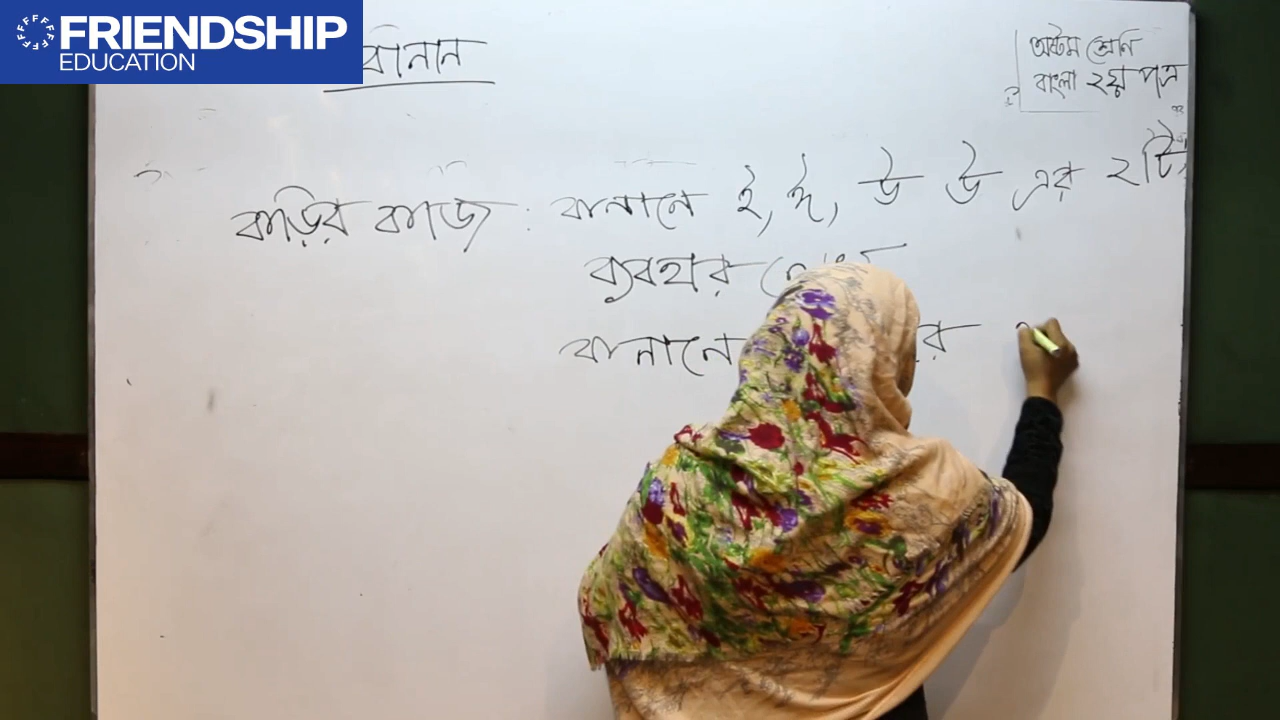 FRIENDSHIP
EDUCATION
বানান
অষ্টম শ্রেণি
বাংলা ২য় পত্র
বাড়ির কাজ : বানানে ই, ঈ, উ উ এর ২টি
ব্যবহার
বানানে